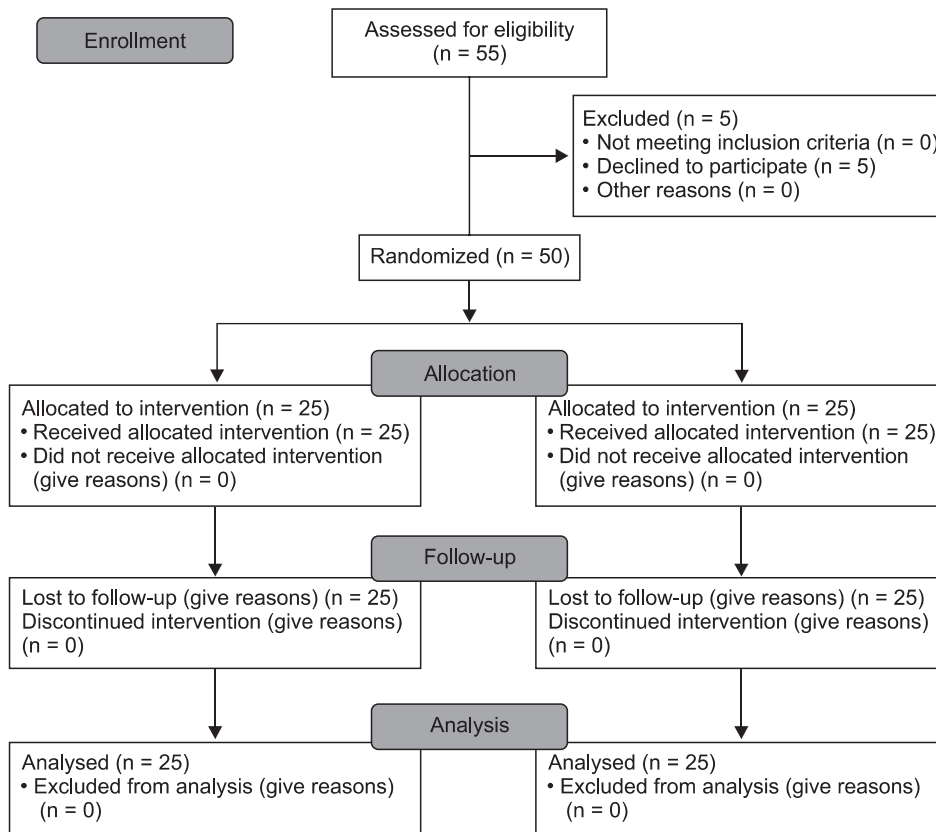 Enrollment
Assessed for eligibility
(n = 55)
Excluded (n = 5)
• Not meeting inclusion criteria (n = 0)
• Declined to participate (n = 5)
• Other reasons (n = 0)
Randomized (n = 50)
Allocation
Allocated to intervention (n = 25)
• Received allocated intervention (n = 25)
• Did not receive allocated intervention
(give reasons) (n = 0)
Allocated to intervention (n = 25)
• Received allocated intervention (n = 25)
• Did not receive allocated intervention
(give reasons) (n = 0)
Follow-up
Lost to follow-up (give reasons) (n = 25)
Discontinued intervention (give reasons)
(n = 0)
Lost to follow-up (give reasons) (n = 25)
Discontinued intervention (give reasons)
(n = 0)
Analysis
Analysed (n = 25)
• Excluded from analysis (give reasons)
(n = 0)
Analysed (n = 25)
• Excluded from analysis (give reasons)
(n = 0)